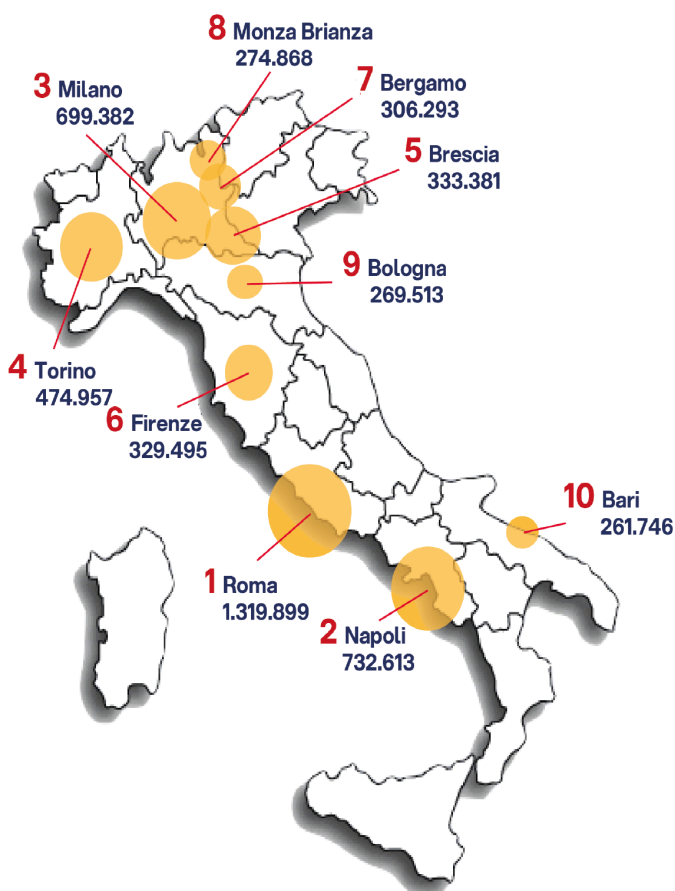 8 Monza Brianza
274.868
7 Bergamo
306.293
3 Milano
699.382
5 Brescia
333.381
9 Bologna
269.513
4 Torino
474.957
6 Firenze
329.495
10 Bari
261.746
1 Roma
1.319.899
2 Napoli
732.613